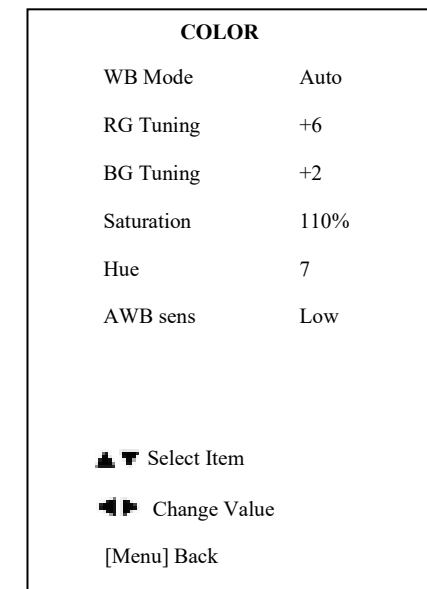 COLOR
WB Mode Auto
RG Tuning +6
BG Tuning +2
Saturation 110%
Hue 7
AWB sens Low
▲▼ Select Item
◀▶ Change Value
[Menu] Back